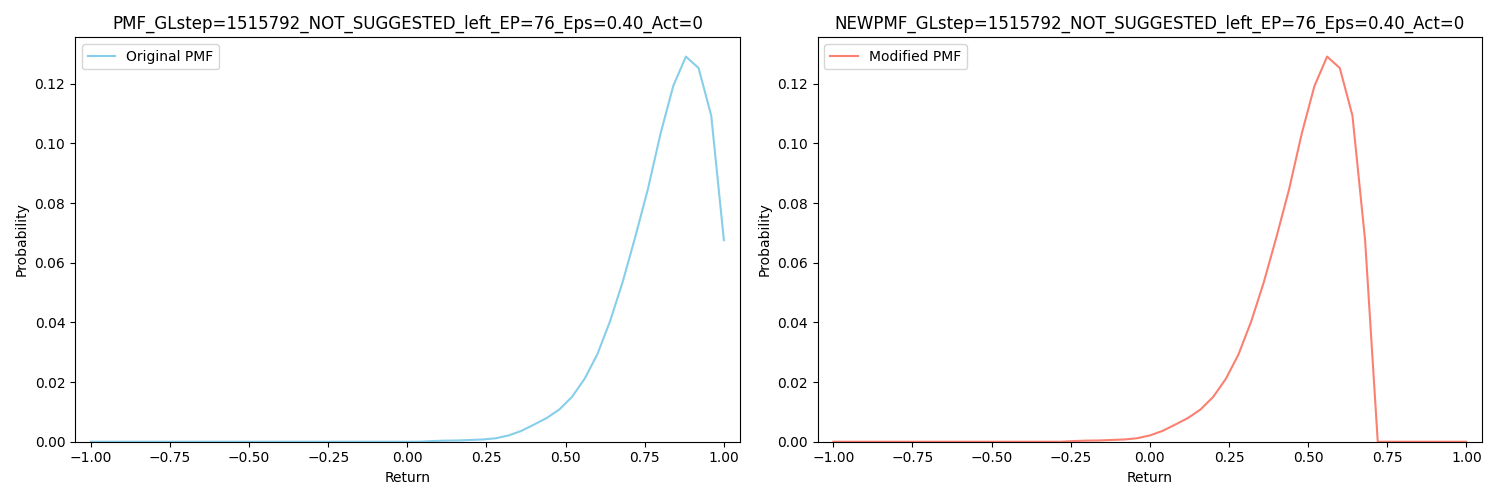 PMF_GLstep=1515792_NOT_SUGGESTED_left_EP=76_Eps=0.40_Act=0
Original PMF
Probability
0.12
0.10
0.08
0.06
0.04
0.02
0.00
−1.00 −0.75 −0.50 −0.25 0.00 0.25 0.50 0.75 1.00
Return
NEWPMF_GLstep=1515792_NOT_SUGGESTED_left_EP=76_Eps=0.40_Act=0
Modified PMF
Probability
0.12
0.10
0.08
0.06
0.04
0.02
0.00
−1.00 −0.75 −0.50 −0.25 0.00 0.25 0.50 0.75 1.00
Return